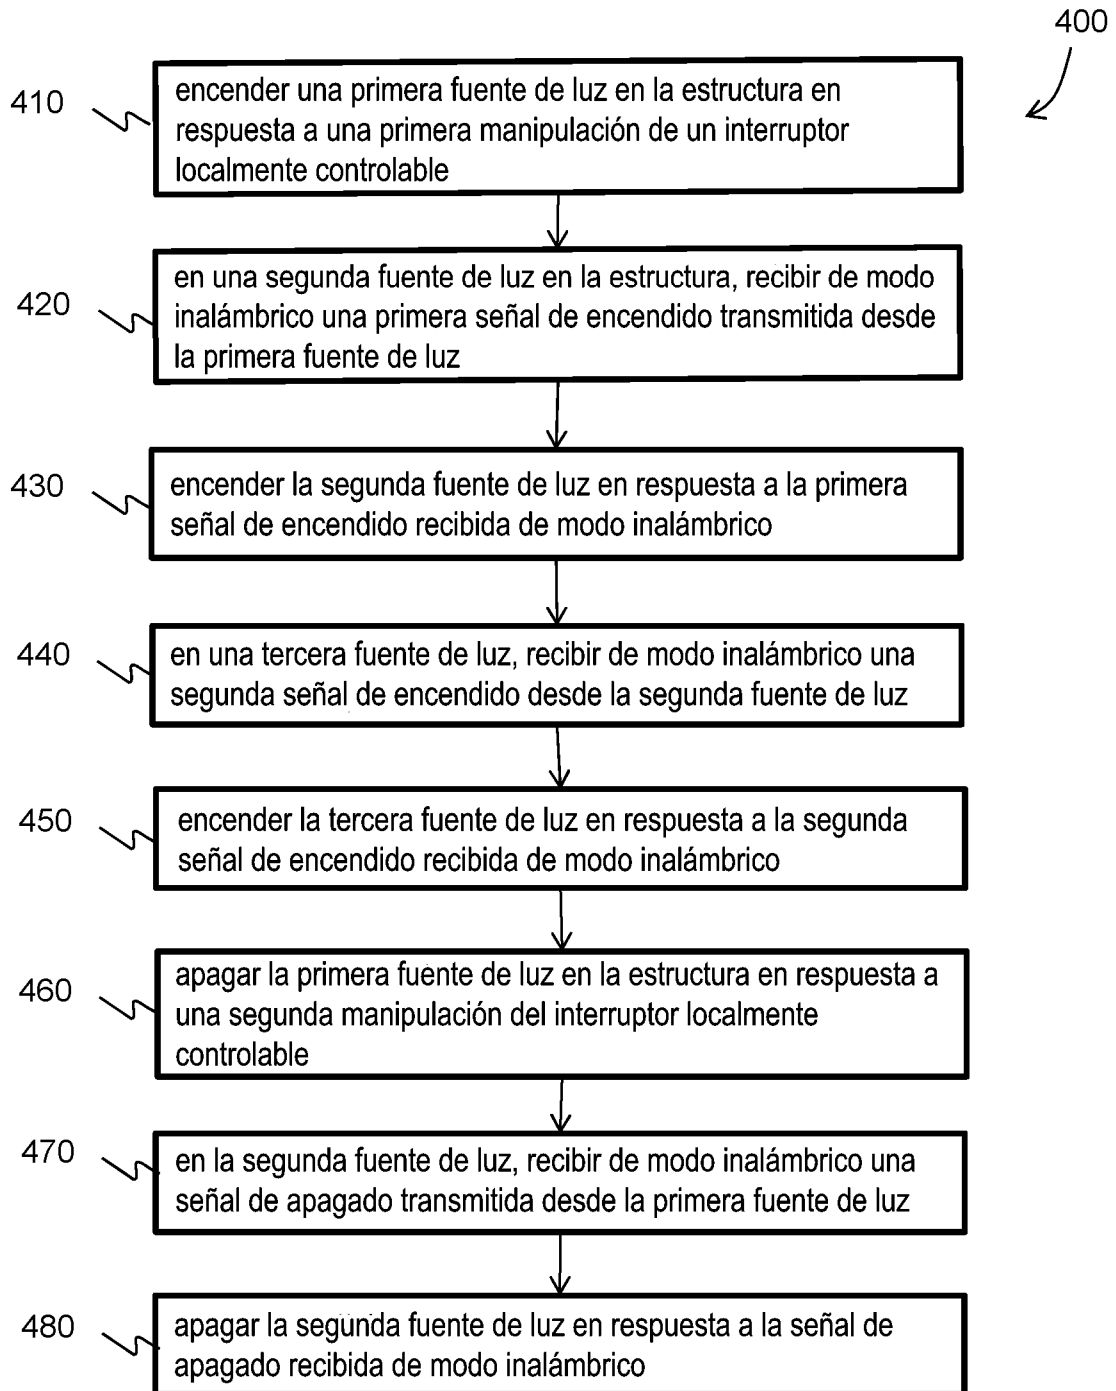 400
410
encender una primera fuente de luz en la estructura en
respuesta a una primera manipulación de un interruptor
localmente controlable
420
en una segunda fuente de luz en la estructura, recibir de modo
inalámbrico una primera señal de encendido transmitida desde
la primera fuente de luz
430
encender la segunda fuente de luz en respuesta a la primera
señal de encendido recibida de modo inalámbrico
440
en una tercera fuente de luz, recibir de modo inalámbrico una
segunda señal de encendido desde la segunda fuente de luz
450
encender la tercera fuente de luz en respuesta a la segunda
señal de encendido recibida de modo inalámbrico
460
apagar la primera fuente de luz en la estructura en respuesta a
una segunda manipulación del interruptor localmente
controlable
470
en la segunda fuente de luz, recibir de modo inalámbrico una
señal de apagado transmitida desde la primera fuente de luz
480
apagar la segunda fuente de luz en respuesta a la señal de
apagado recibida de modo inalámbrico